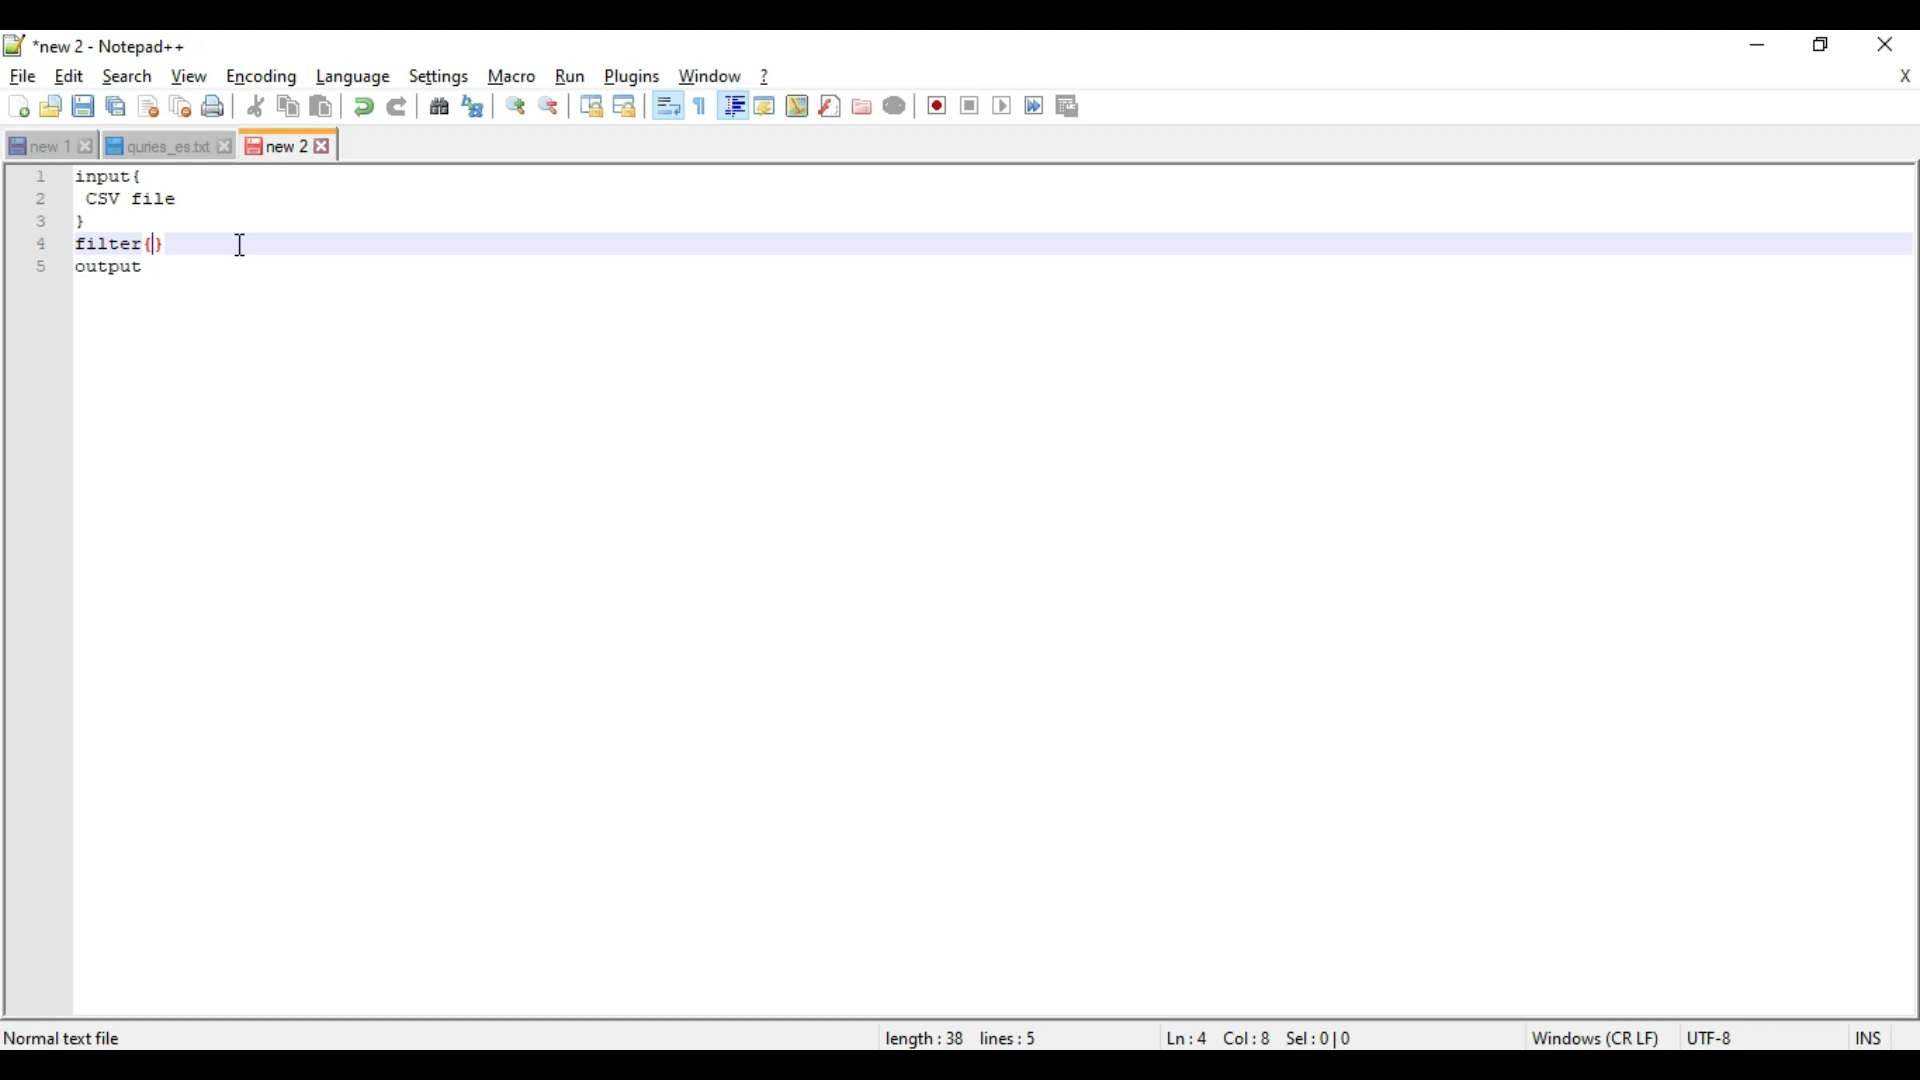 *new 2 - Notepad++
File Edit Search View Encoding Language Settings Macro Run Plugins Window ?
X
new 1 quries_es.txt new 2
1 input{
2 CSV file
3 }
4 filter{}
5 output
Normal text file length : 38 lines : 5 Ln : 4 Col : 8 Sel : 0 | 0 Windows (CR LF) UTF-8 INS